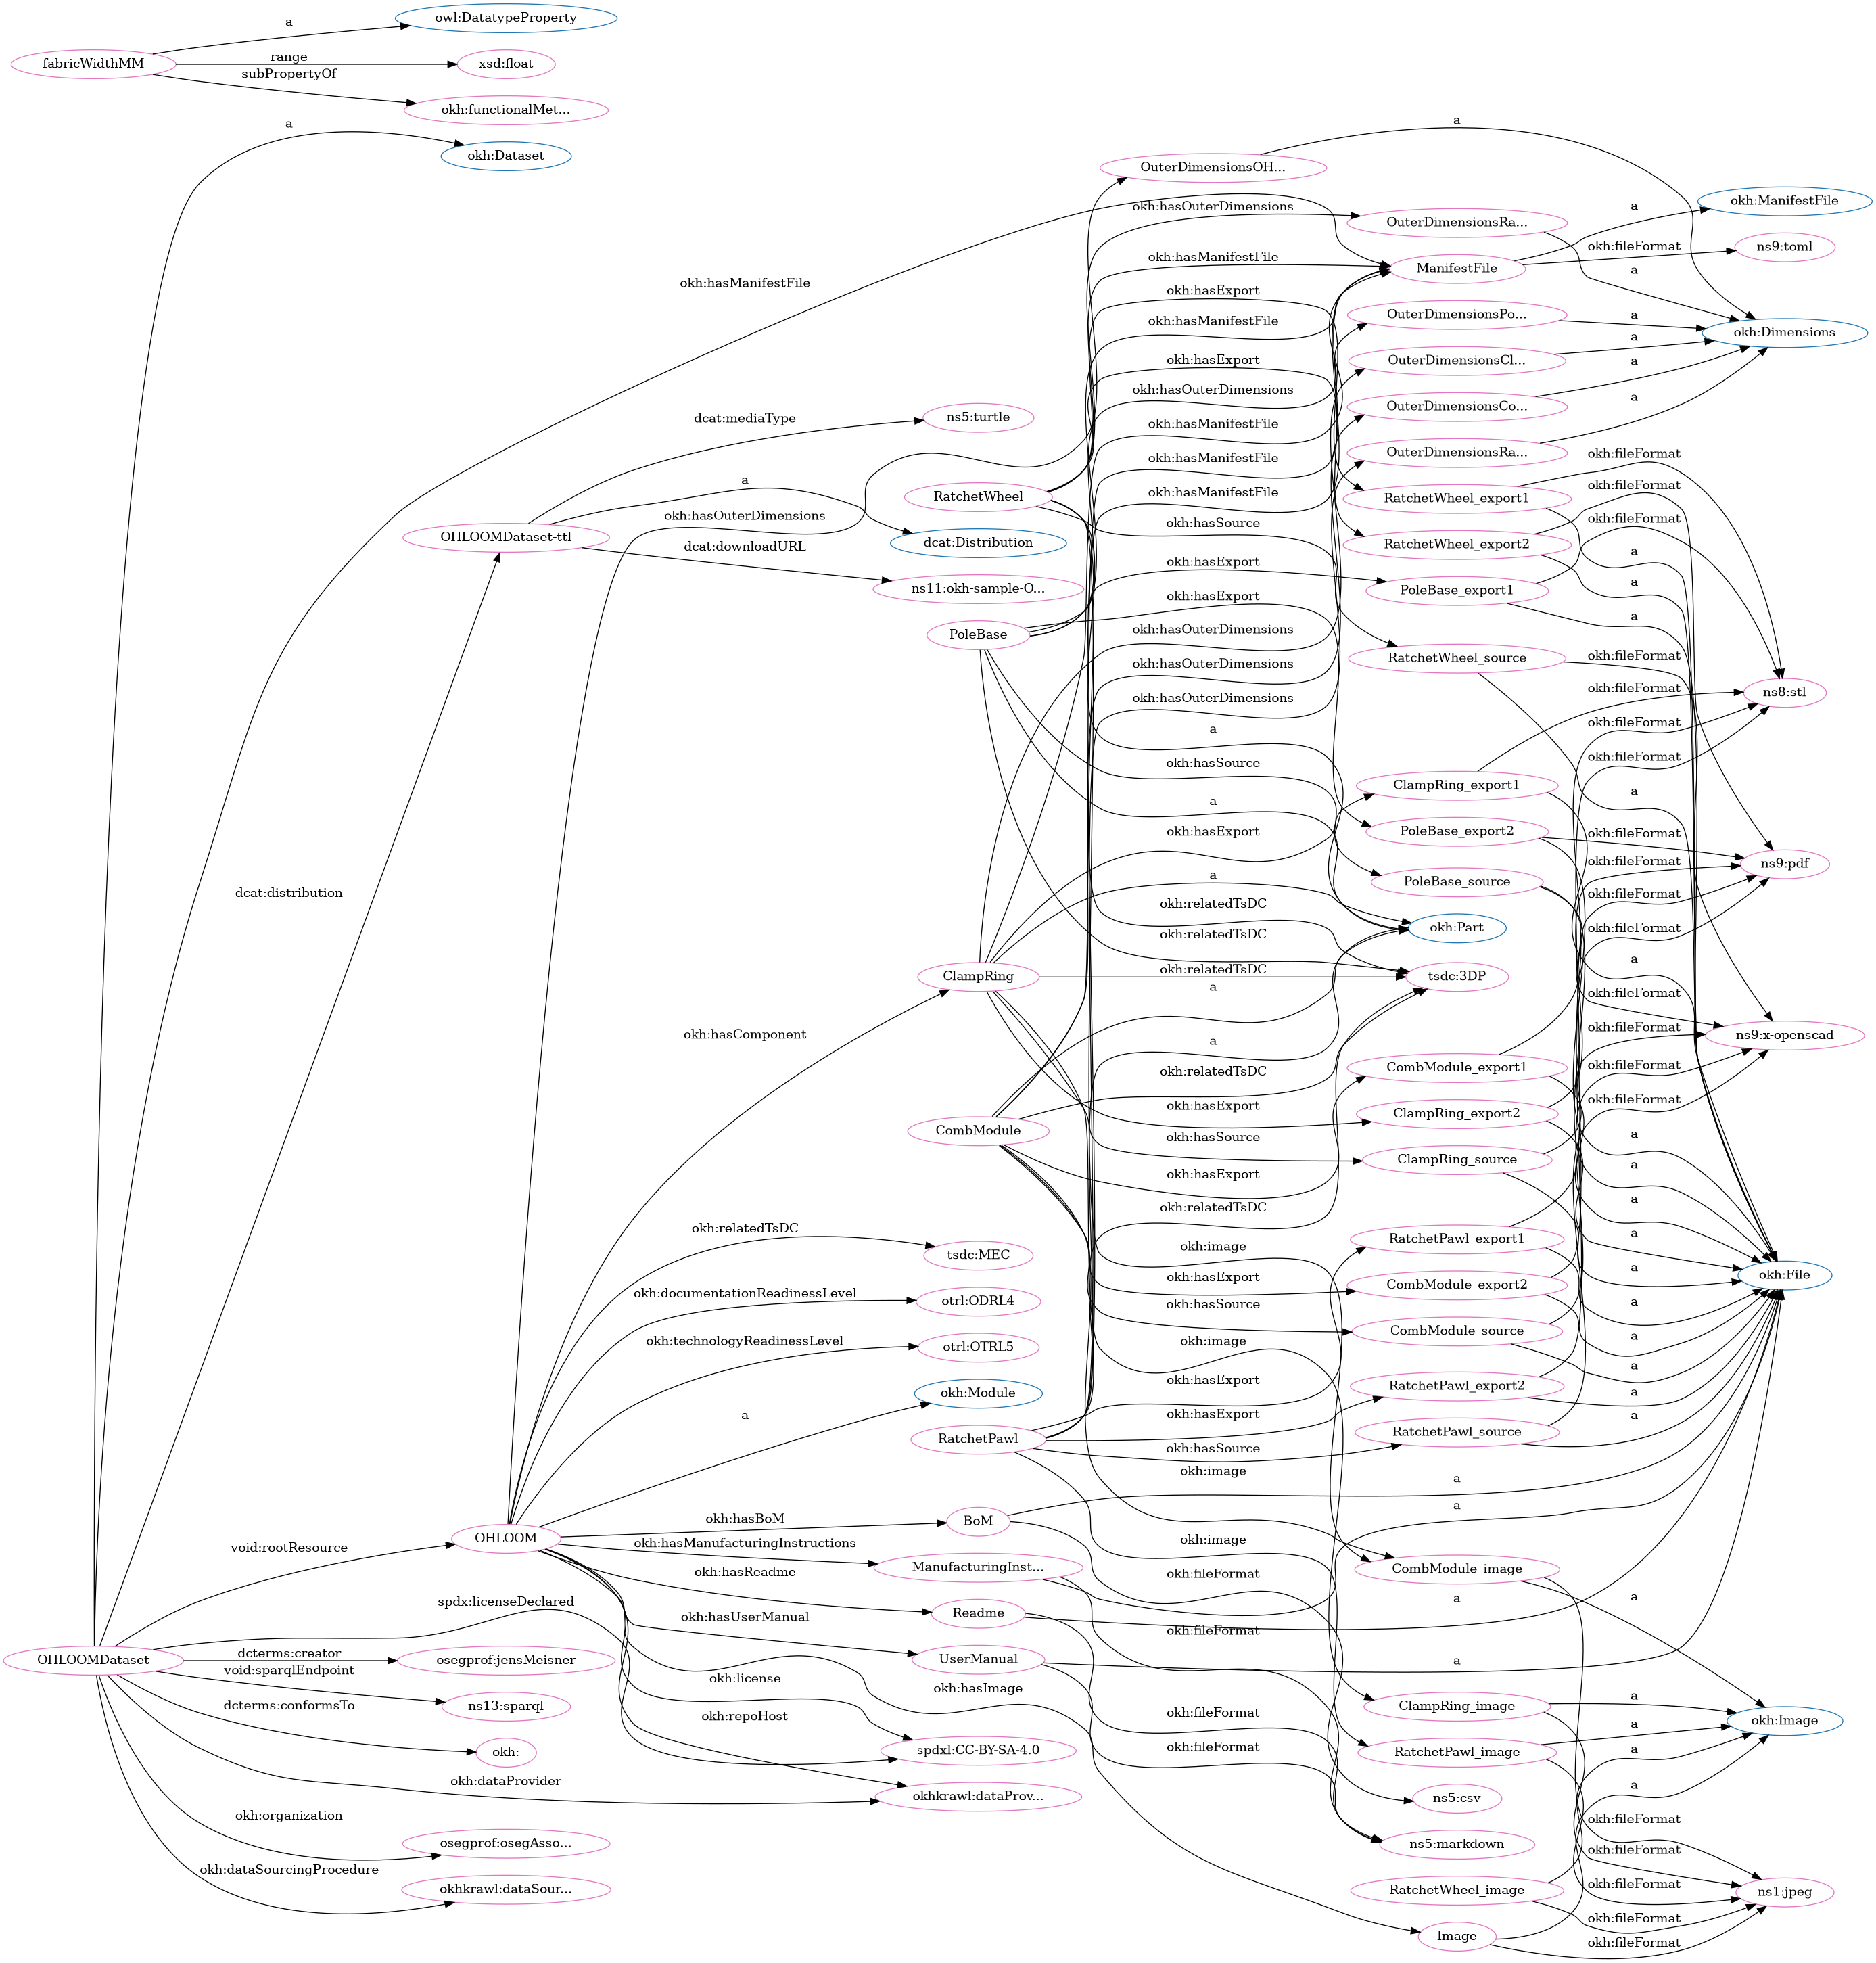 fabricWidthMM
a
owl:DatatypeProperty
range
xsd:float
subPropertyOf
okh:functionalMet...
a
okh:Dataset
okh:hasManifestFile
dcat:distribution
OHLOOMDataset-ttl
dcat:mediaType
ns5:turtle
a
dcat:Distribution
dcat:downloadURL
ns11:okh-sample-O...
okh:hasOuterDimensions
okh:hasComponent
okh:relatedTsDC
tsdc:MEC
okh:documentationReadinessLevel
otrl:ODRL4
okh:technologyReadinessLevel
otrl:OTRL5
a
okh:Module
void:rootResource
OHLOOM
okh:hasBoM
BoM
okh:hasManufacturingInstructions
ManufacturingInst...
okh:hasReadme
Readme
okh:hasUserManual
UserManual
okh:license
okh:hasImage
okh:repoHost
spdxl:CC-BY-SA-4.0
okhkrawl:dataProv...
OHLOOMDataset
spdx:licenseDeclared
dcterms:creator
osegprof:jensMeisner
void:sparqlEndpoint
ns13:sparql
dcterms:conformsTo
okh:
okh:dataProvider
okh:organization
osegprof:osegAsso...
okh:dataSourcingProcedure
okhkrawl:dataSour...
RatchetWheel
PoleBase
ClampRing
CombModule
RatchetPawl
OuterDimensionsOH...
a
okh:hasOuterDimensions
okh:hasManifestFile
okh:hasExport
okh:hasManifestFile
okh:hasExport
okh:hasOuterDimensions
okh:hasManifestFile
okh:hasManifestFile
okh:hasManifestFile
okh:hasSource
okh:hasExport
okh:hasExport
okh:hasOuterDimensions
okh:hasOuterDimensions
okh:hasOuterDimensions
a
okh:hasSource
a
okh:hasExport
a
okh:relatedTsDC
okh:relatedTsDC
okh:relatedTsDC
a
a
okh:relatedTsDC
okh:hasExport
okh:hasSource
okh:hasExport
okh:relatedTsDC
okh:image
okh:hasExport
okh:hasSource
okh:image
okh:hasExport
okh:hasExport
okh:hasSource
okh:image
okh:image
okh:fileFormat
okh:fileFormat
okh:fileFormat
okh:fileFormat
OuterDimensionsRa...
ManifestFile
OuterDimensionsPo...
OuterDimensionsCl...
OuterDimensionsCo...
OuterDimensionsRa...
RatchetWheel_export1
RatchetWheel_export2
PoleBase_export1
RatchetWheel_source
ClampRing_export1
PoleBase_export2
PoleBase_source
okh:Part
tsdc:3DP
CombModule_export1
ClampRing_export2
ClampRing_source
RatchetPawl_export1
CombModule_export2
CombModule_source
RatchetPawl_export2
RatchetPawl_source
a
a
CombModule_image
a
a
ClampRing_image
RatchetPawl_image
ns5:csv
ns5:markdown
RatchetWheel_image
Image
a
okh:fileFormat
a
a
a
a
a
okh:fileFormat
okh:fileFormat
okh:fileFormat
a
a
a
okh:fileFormat
okh:fileFormat
okh:fileFormat
okh:fileFormat
a
okh:fileFormat
okh:fileFormat
okh:fileFormat
okh:fileFormat
a
okh:fileFormat
okh:fileFormat
okh:fileFormat
okh:fileFormat
a
a
a
a
a
a
a
a
a
a
a
a
a
okh:fileFormat
okh:fileFormat
okh:fileFormat
okh:fileFormat
okh:fileFormat
okh:ManifestFile
ns9:toml
okh:Dimensions
ns8:stl
ns9:pdf
ns9:x-openscad
okh:File
okh:Image
ns1:jpeg